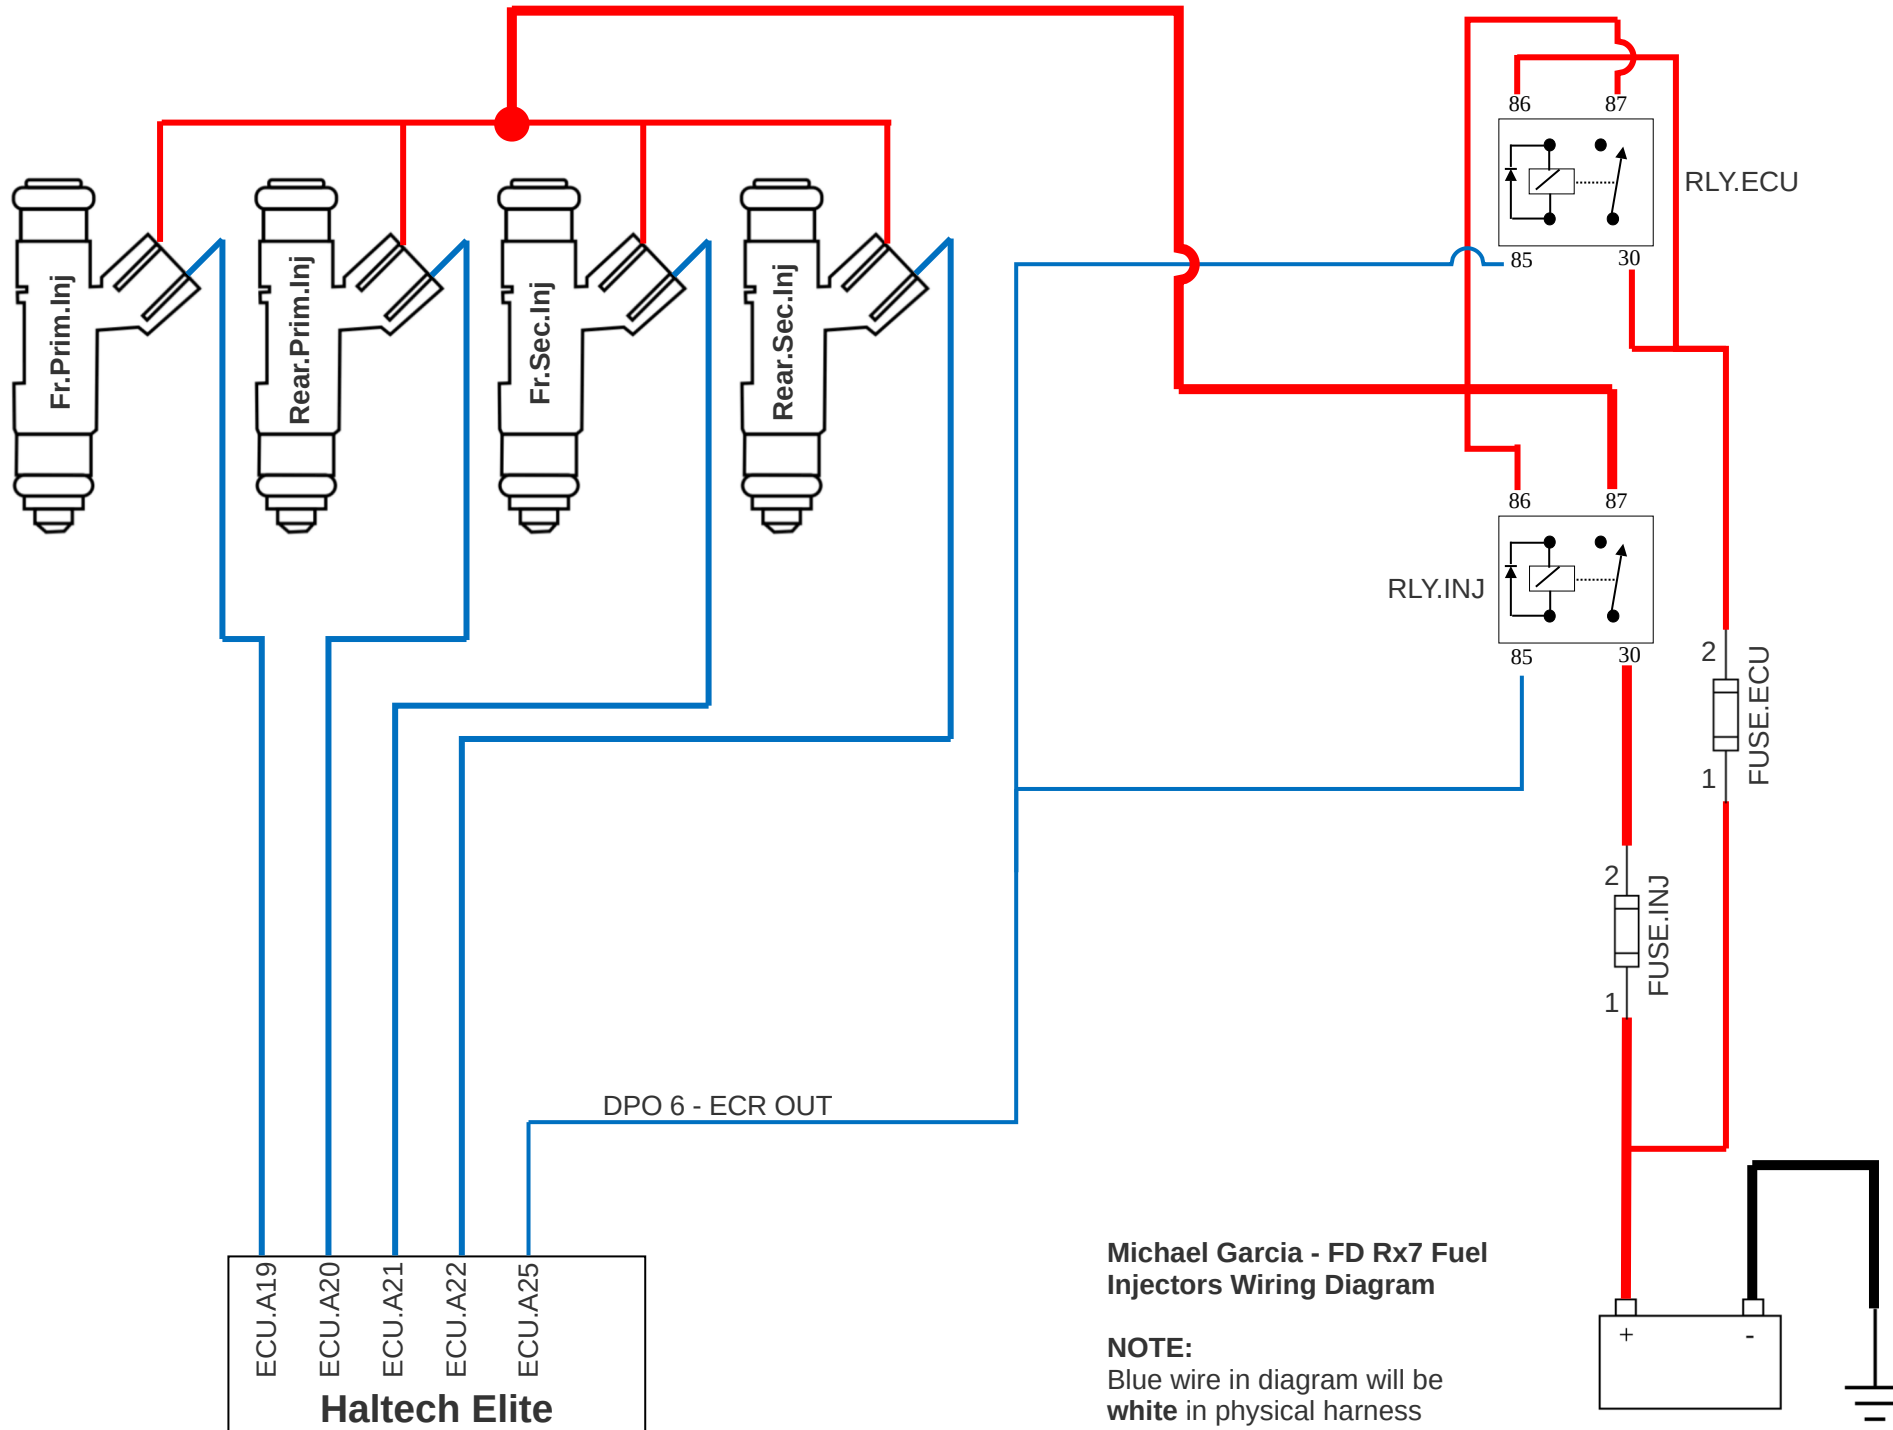 86
87
RLY.ECU
85
30
Fr.Prim.Inj
Rear.Prim.Inj
Fr.Sec.Inj
Rear.Sec.Inj
86
87
RLY.INJ
85
30
2
1
FUSE.ECU
2
1
FUSE.INJ
DPO 6 - ECR OUT
ECU.A19
ECU.A20
ECU.A21
ECU.A22
ECU.A25
Haltech Elite
Michael Garcia - FD Rx7 Fuel
Injectors Wiring Diagram
NOTE:
Blue wire in diagram will be
white in physical harness
+
-